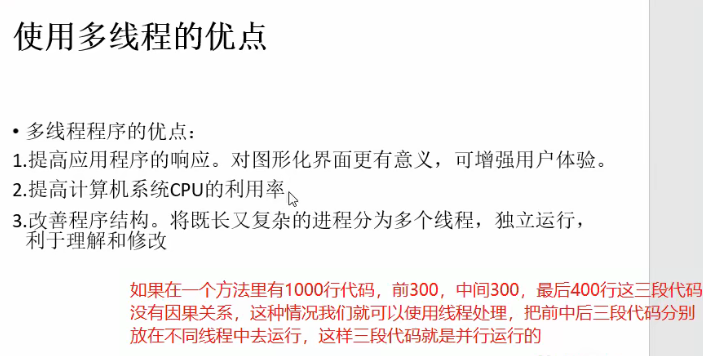 使用多线程的优点
• 多线程程序的优点：
1.提高应用程序的响应。对图形化界面更有意义，可增强用户体验。
2.提高计算机系统CPU的利用率
3.改善程序结构。将既长又复杂的进程分为多个线程，独立运行，
利于理解和修改
如果在一个方法里有1000行代码，前300，中间300，最后400行这三段代码
没有因果关系，这种情况我们就可以使用线程处理，把前中后三段代码分别
放在不同线程中去运行，这样三段代码就是并行运行的